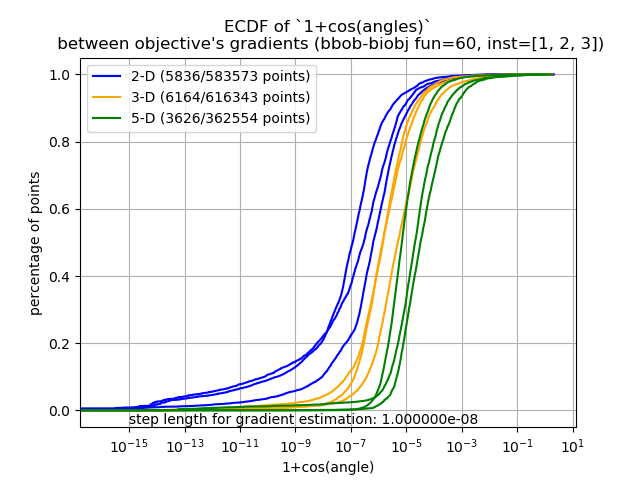 ECDF of `1+cos(angles)`
between objective's gradients (bbob-biobj fun=60, inst=[1, 2, 3])
1.0
0.8
0.6
0.4
0.2
0.0
percentage of points
2-D (5836/583573 points)
3-D (6164/616343 points)
5-D (3626/362554 points)
step length for gradient estimation: 1.000000e-08
10⁻¹⁵ 10⁻¹³ 10⁻¹¹ 10⁻⁹ 10⁻⁷ 10⁻⁵ 10⁻³ 10⁻¹ 10¹
1+cos(angle)